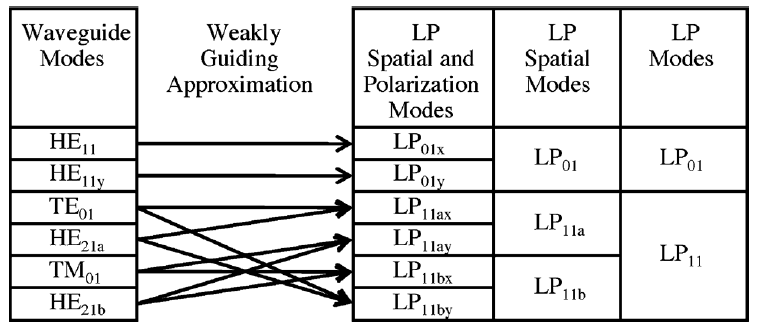 Waveguide
Modes
Weakly
Guiding
Approximation
LP
Spatial and
Polarization
Modes
LP
Spatial
Modes
LP
Modes
HE11
HE11y
TE01
HE21a
TM01
HE21b
LP01x
LP01y
LP11ax
LP11ay
LP11bx
LP11by
LP01
LP11a
LP11b
LP01
LP11